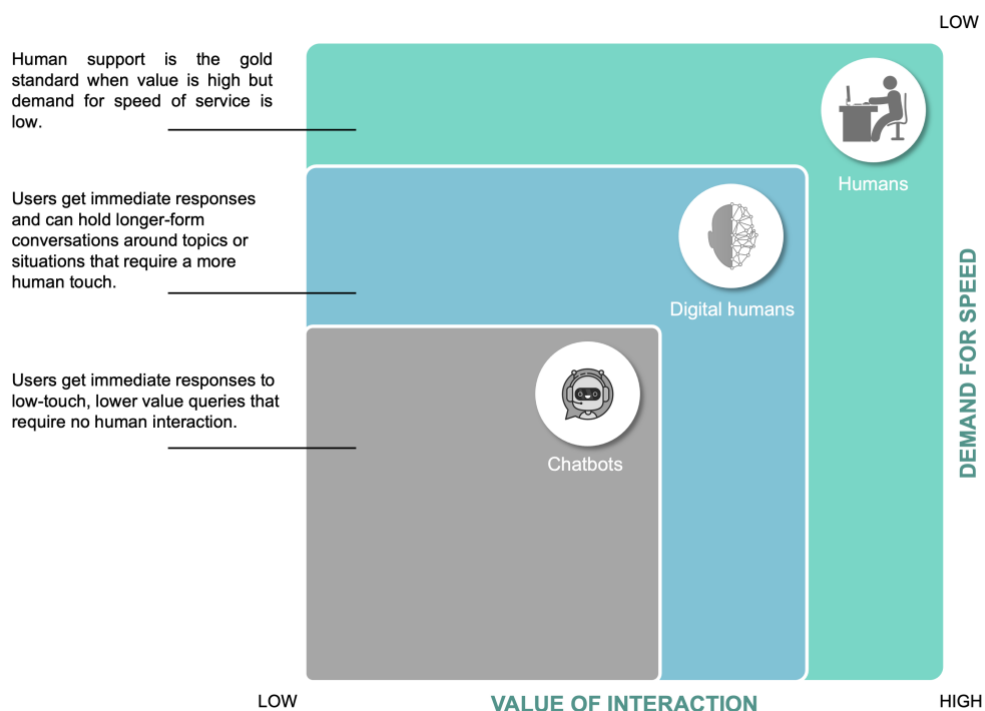 LOW
Human support is the gold
standard when value is high but
demand for speed of service is
low.
Humans
Users get immediate responses
and can hold longer-form
conversations around topics or
situations that require a more
human touch.
Digital humans
DEMAND FOR SPEED
Users get immediate responses to
low-touch, lower value queries that
require no human interaction.
Chatbots
LOW
VALUE OF INTERACTION
HIGH